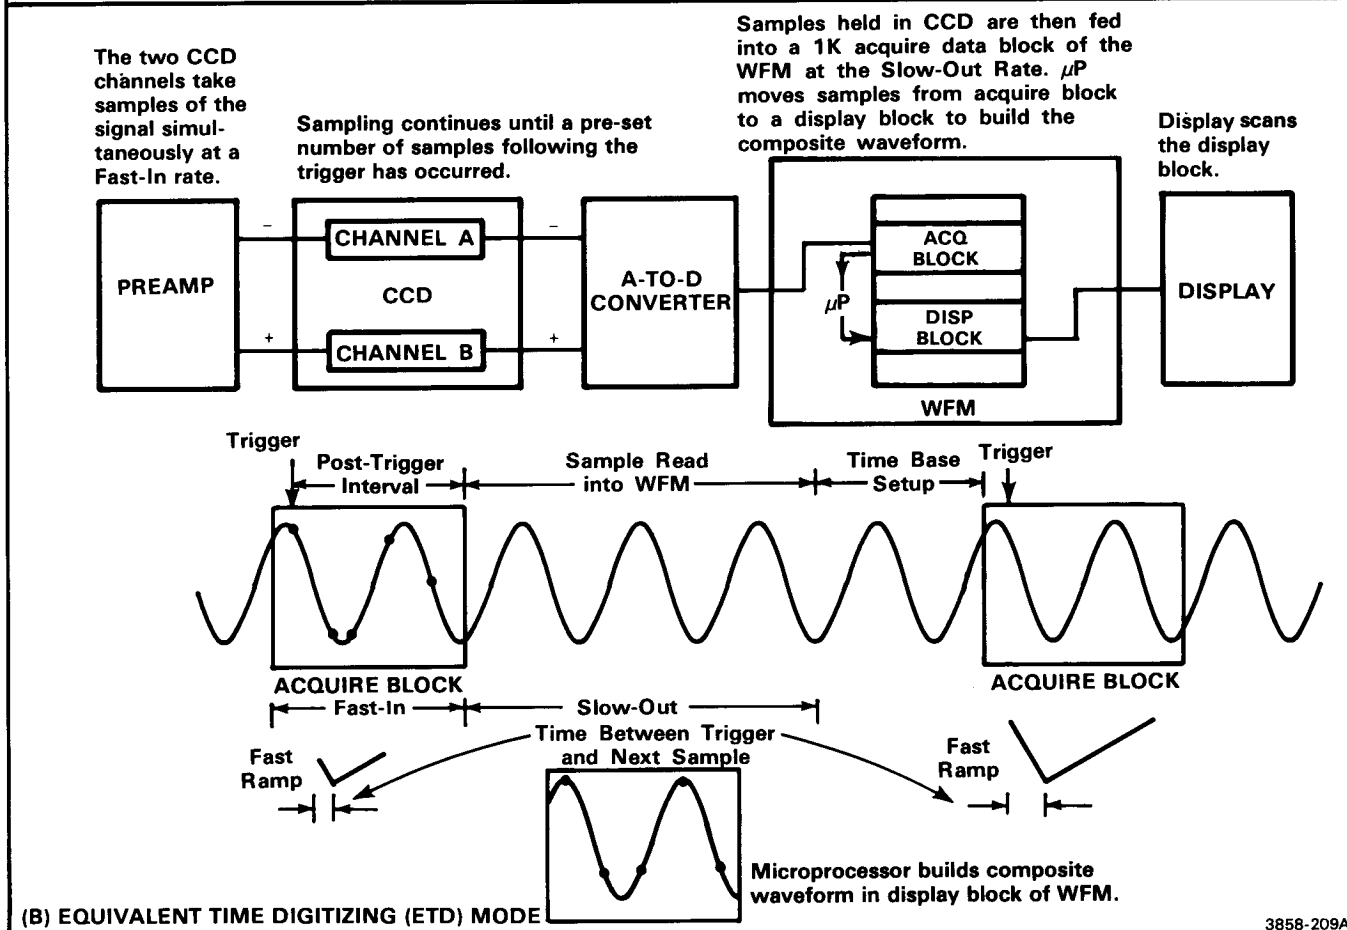 The two CCD
channels take
samples of the
signal simul-
taneously at a
Fast-In rate.
Sampling continues until a pre-set
number of samples following the
trigger has occurred.
Samples held in CCD are then fed
into a 1K acquire data block of the
WFM at the Slow-Out Rate. μP
moves samples from acquire block
to a display block to build the
composite waveform.
Display scans
the display
block.
PREAMP
−
+
CHANNEL A
CCD
CHANNEL B
−
+
A-TO-D
CONVERTER
ACQ
BLOCK
μP
DISP
BLOCK
WFM
DISPLAY
Trigger
Post-Trigger
Interval
Sample Read
into WFM
Time Base
Setup
Trigger
ACQUIRE BLOCK
ACQUIRE BLOCK
Fast-In
Slow-Out
Time Between Trigger
and Next Sample
Fast
Ramp
Fast
Ramp
Microprocessor builds composite
waveform in display block of WFM.
(B) EQUIVALENT TIME DIGITIZING (ETD) MODE
3858-209A